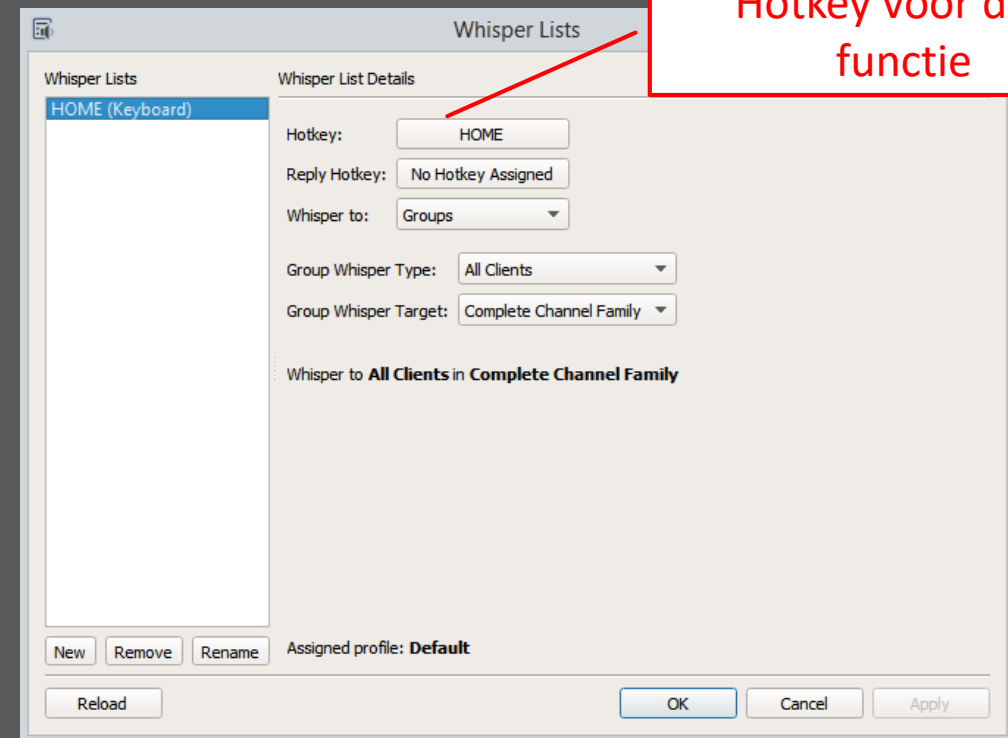 Hotkey voor d
functie
Whisper Lists
Whisper Lists
Whisper List Details
HOME (Keyboard)
Hotkey: HOME
Reply Hotkey: No Hotkey Assigned
Whisper to: Groups
Group Whisper Type: All Clients
Group Whisper Target: Complete Channel Family
Whisper to All Clients in Complete Channel Family
New Remove Rename
Assigned profile: Default
Reload OK Cancel Apply